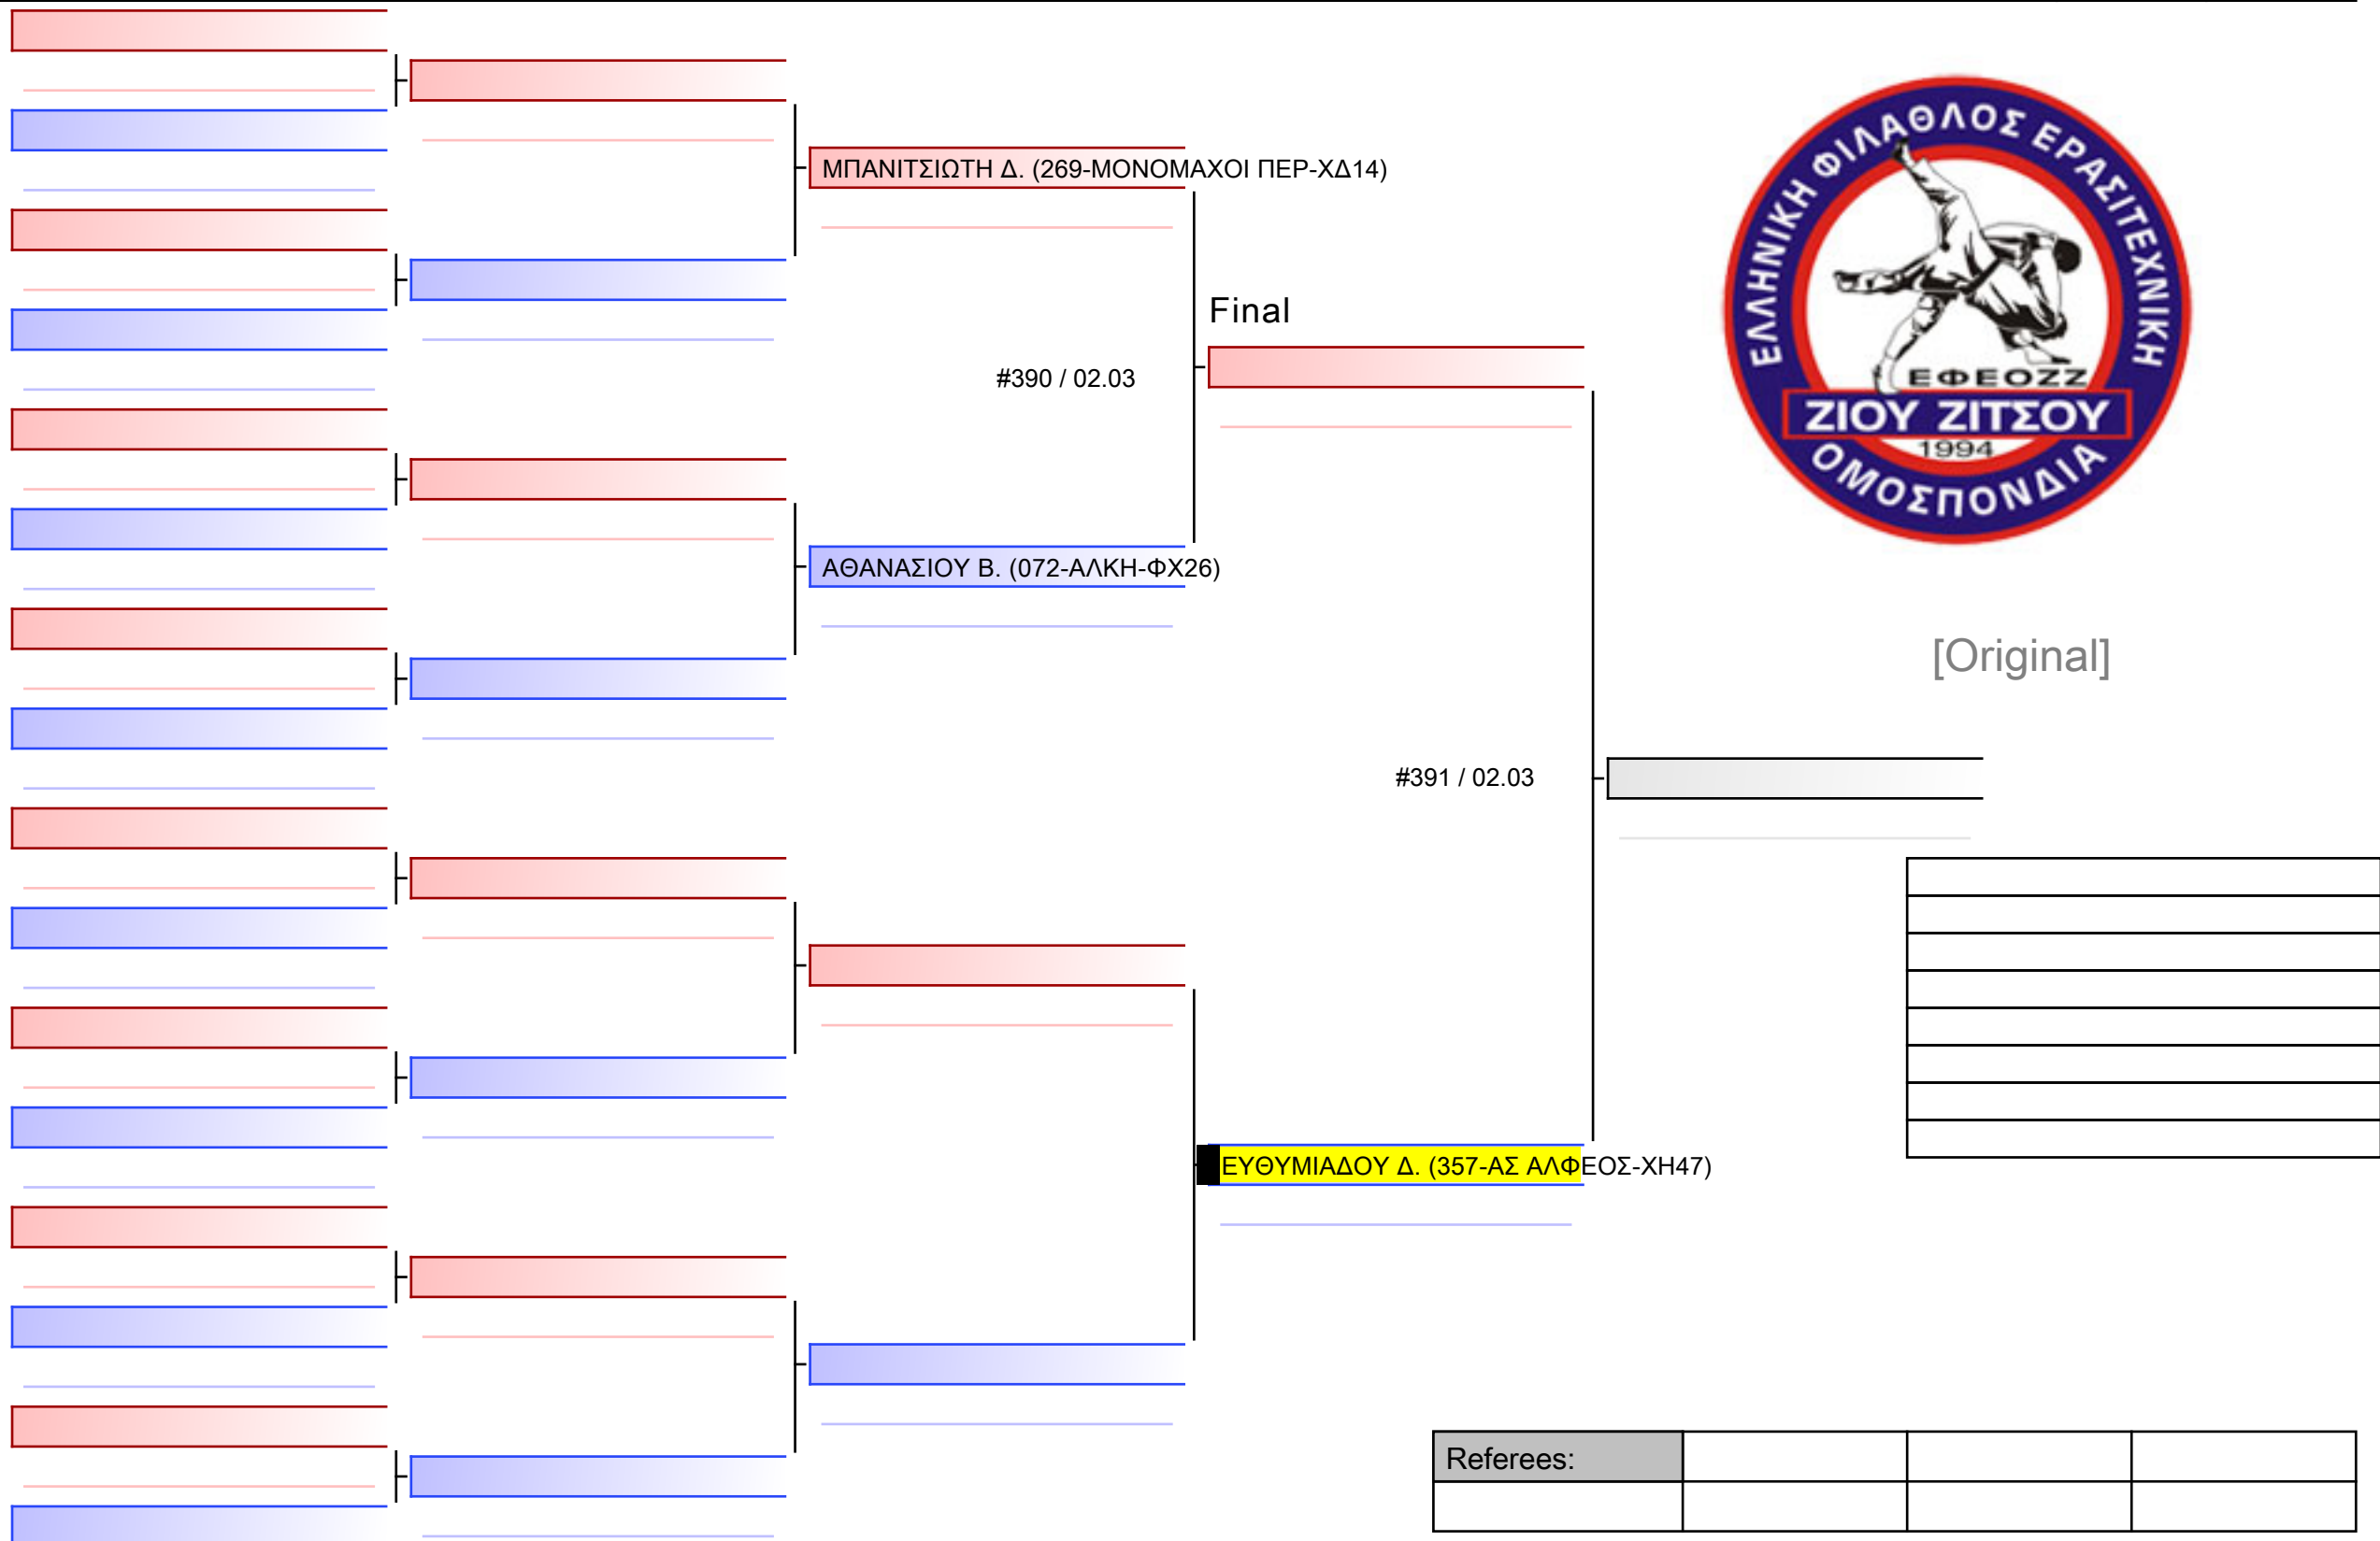 ΜΠΑΝΙΤΣΙΩΤΗ Δ. (269-ΜΟΝΟΜΑΧΟΙ ΠΕΡ-ΧΔ14)
Final
#390 / 02.03
ΑΘΑΝΑΣΙΟΥ Β. (072-ΑΛΚΗ-ΦΧ26)
ΕΛΛΗΝΙΚΗ ΦΙΛΑΘΛΟΣ ΕΡΑΣΙΤΕΧΝΙΚΗ
ΕΦΕΟΖΖ
ΖΙΟΥ ΖΙΤΣΟΥ
1994
ΟΜΟΣΠΟΝΔΙΑ
[Original]
#391 / 02.03
ΕΥΘΥΜΙΑΔΟΥ Δ. (357-ΑΣ ΑΛΦΕΟΣ-ΧΗ47)
Referees: